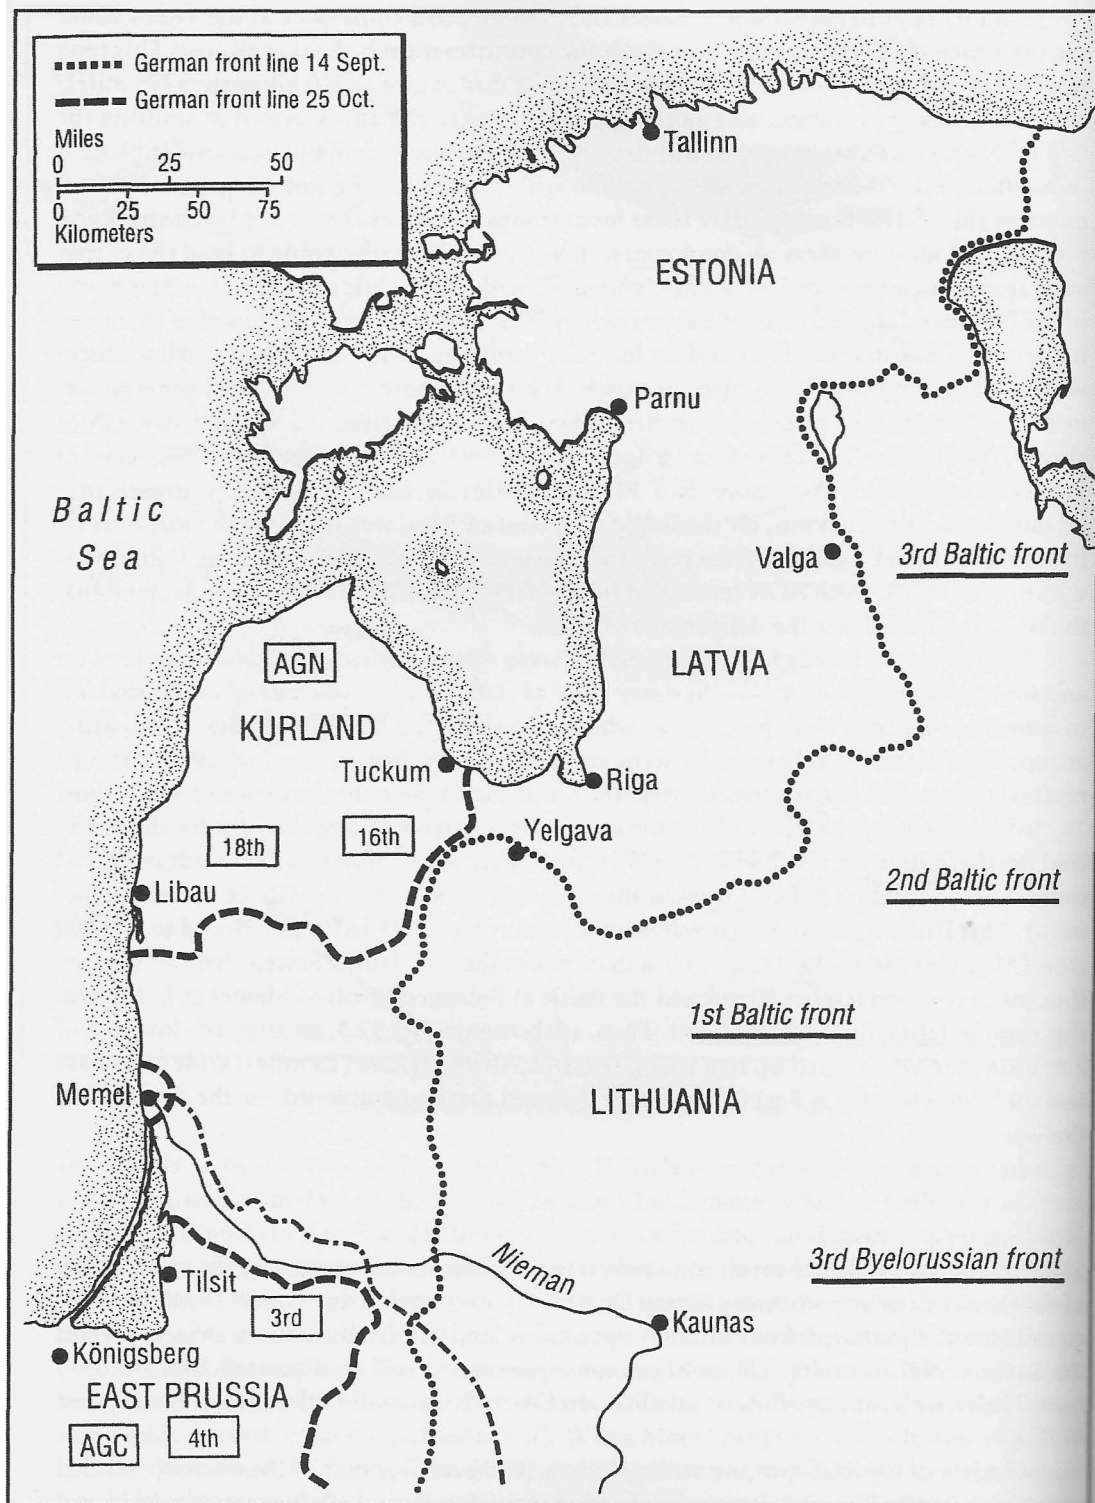 German front line 14 Sept.
German front line 25 Oct.
Miles
0 25 50
0 25 50 75
Kilometers
Tallinn
ESTONIA
Parnu
Baltic
Sea
Valga
3rd Baltic front
AGN
LATVIA
KURLAND
Tuckum
Riga
18th
16th
Yelgava
Libau
2nd Baltic front
1st Baltic front
Memel
LITHUANIA
Nieman
3rd Byelorussian front
Tilsit
3rd
Kaunas
Königsberg
EAST PRUSSIA
AGC
4th